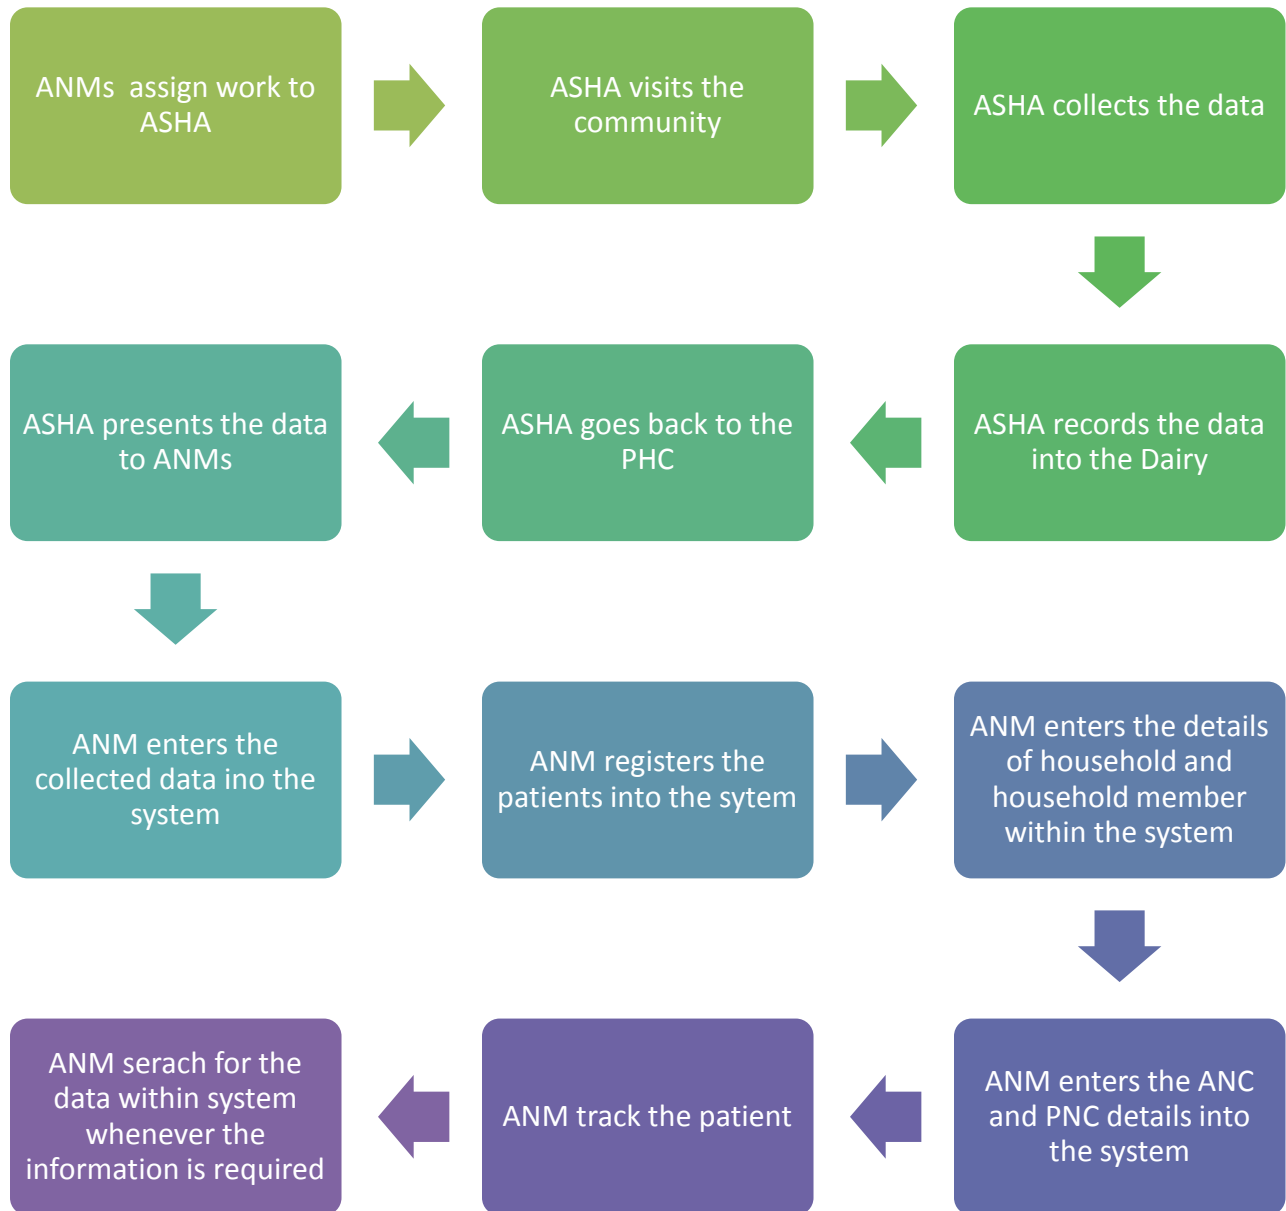 ANMs  assign work to
ASHA
ASHA visits the
community
ASHA collects the data
ASHA records the data
into the Dairy
ASHA goes back to the
PHC
ASHA presents the data
to ANMs
ANM enters the
collected data ino the
system
ANM registers the
patients into the sytem
ANM enters the details
of household and
household member
within the system
ANM enters the ANC
and PNC details into
the system
ANM track the patient
ANM serach for the
data within system
whenever the
information is required